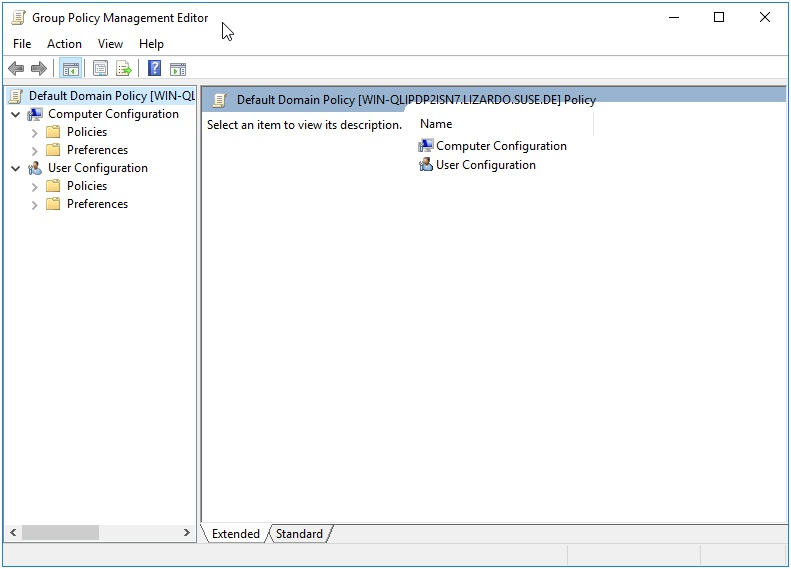 Group Policy Management Editor
File Action View Help
Default Domain Policy [WIN-QL
Computer Configuration
Policies
Preferences
User Configuration
Policies
Preferences
Default Domain Policy [WIN-QLIPDP2ISN7.LIZARDO.SUSE.DE] Policy
Select an item to view its description.
Name
Computer Configuration
User Configuration
Extended Standard